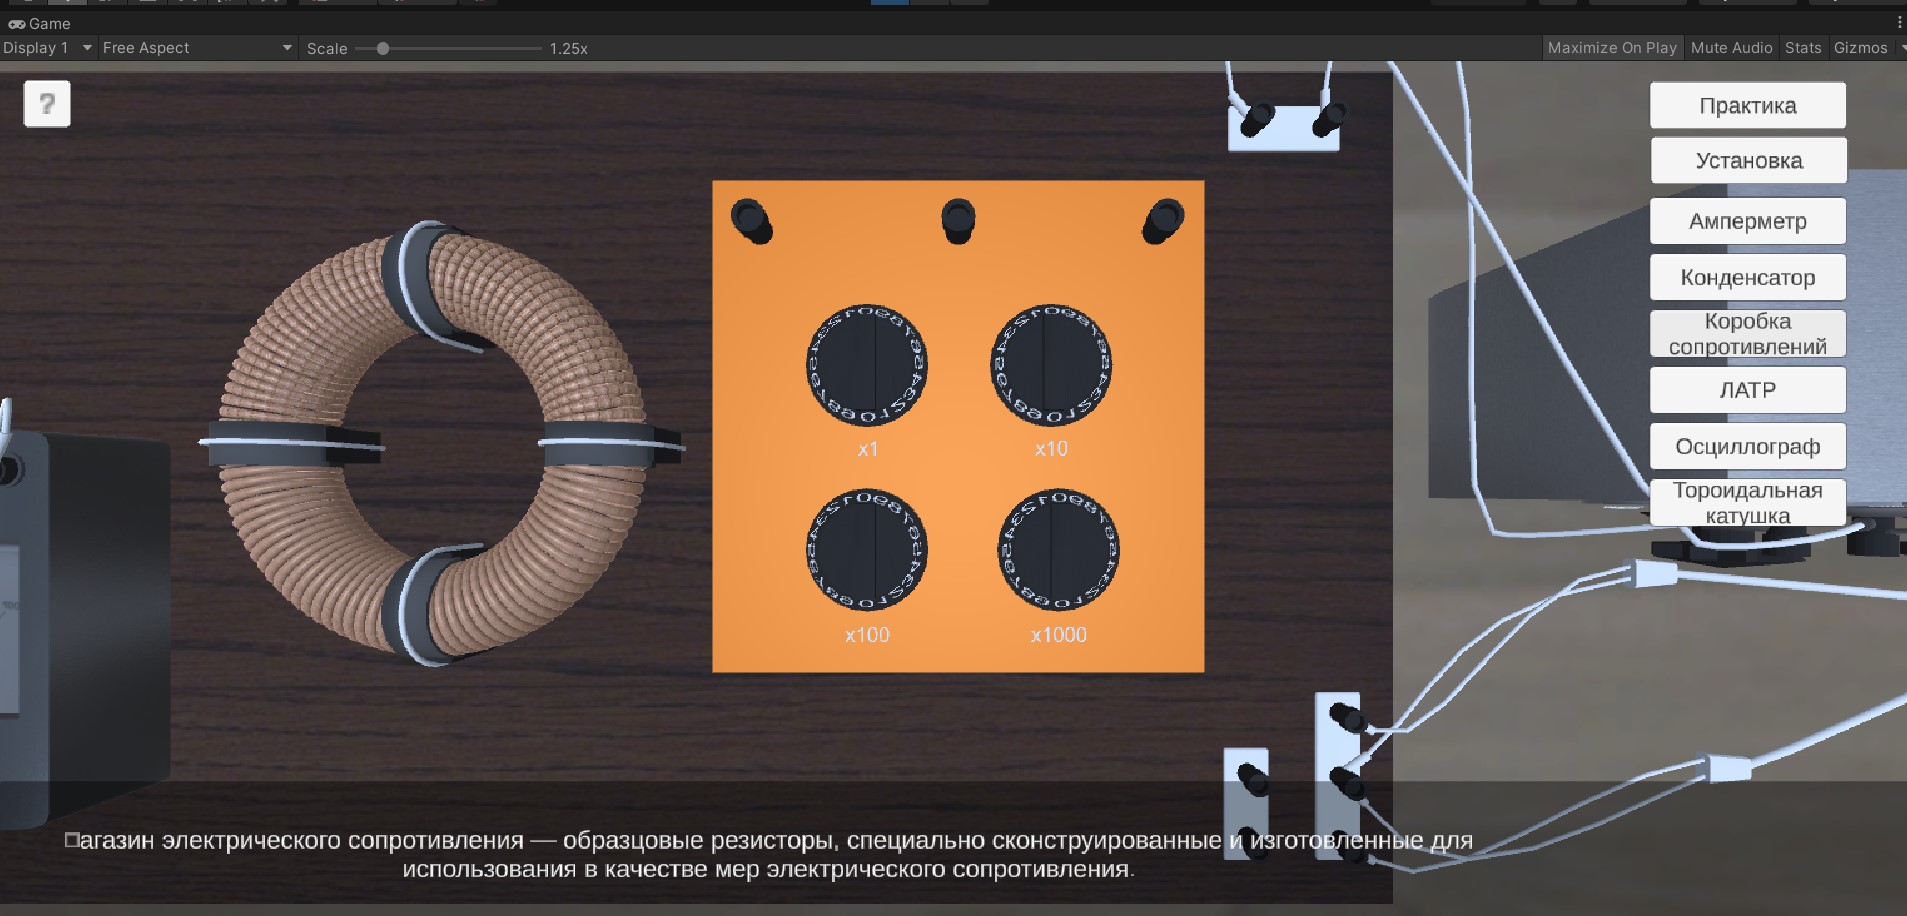 Game
Display 1 Free Aspect Scale 1.25x Maximize On Play Mute Audio Stats Gizmos
?
Практика
Установка
Амперметр
Конденсатор
Коробка
сопротивлений
ЛАТР
Осциллограф
Тороидальная
катушка
x1 x10
x100 x1000
агазин электрического сопротивления — образцовые резисторы, специально сконструированные и изготовленные для
использования в качестве мер электрического сопротивления.